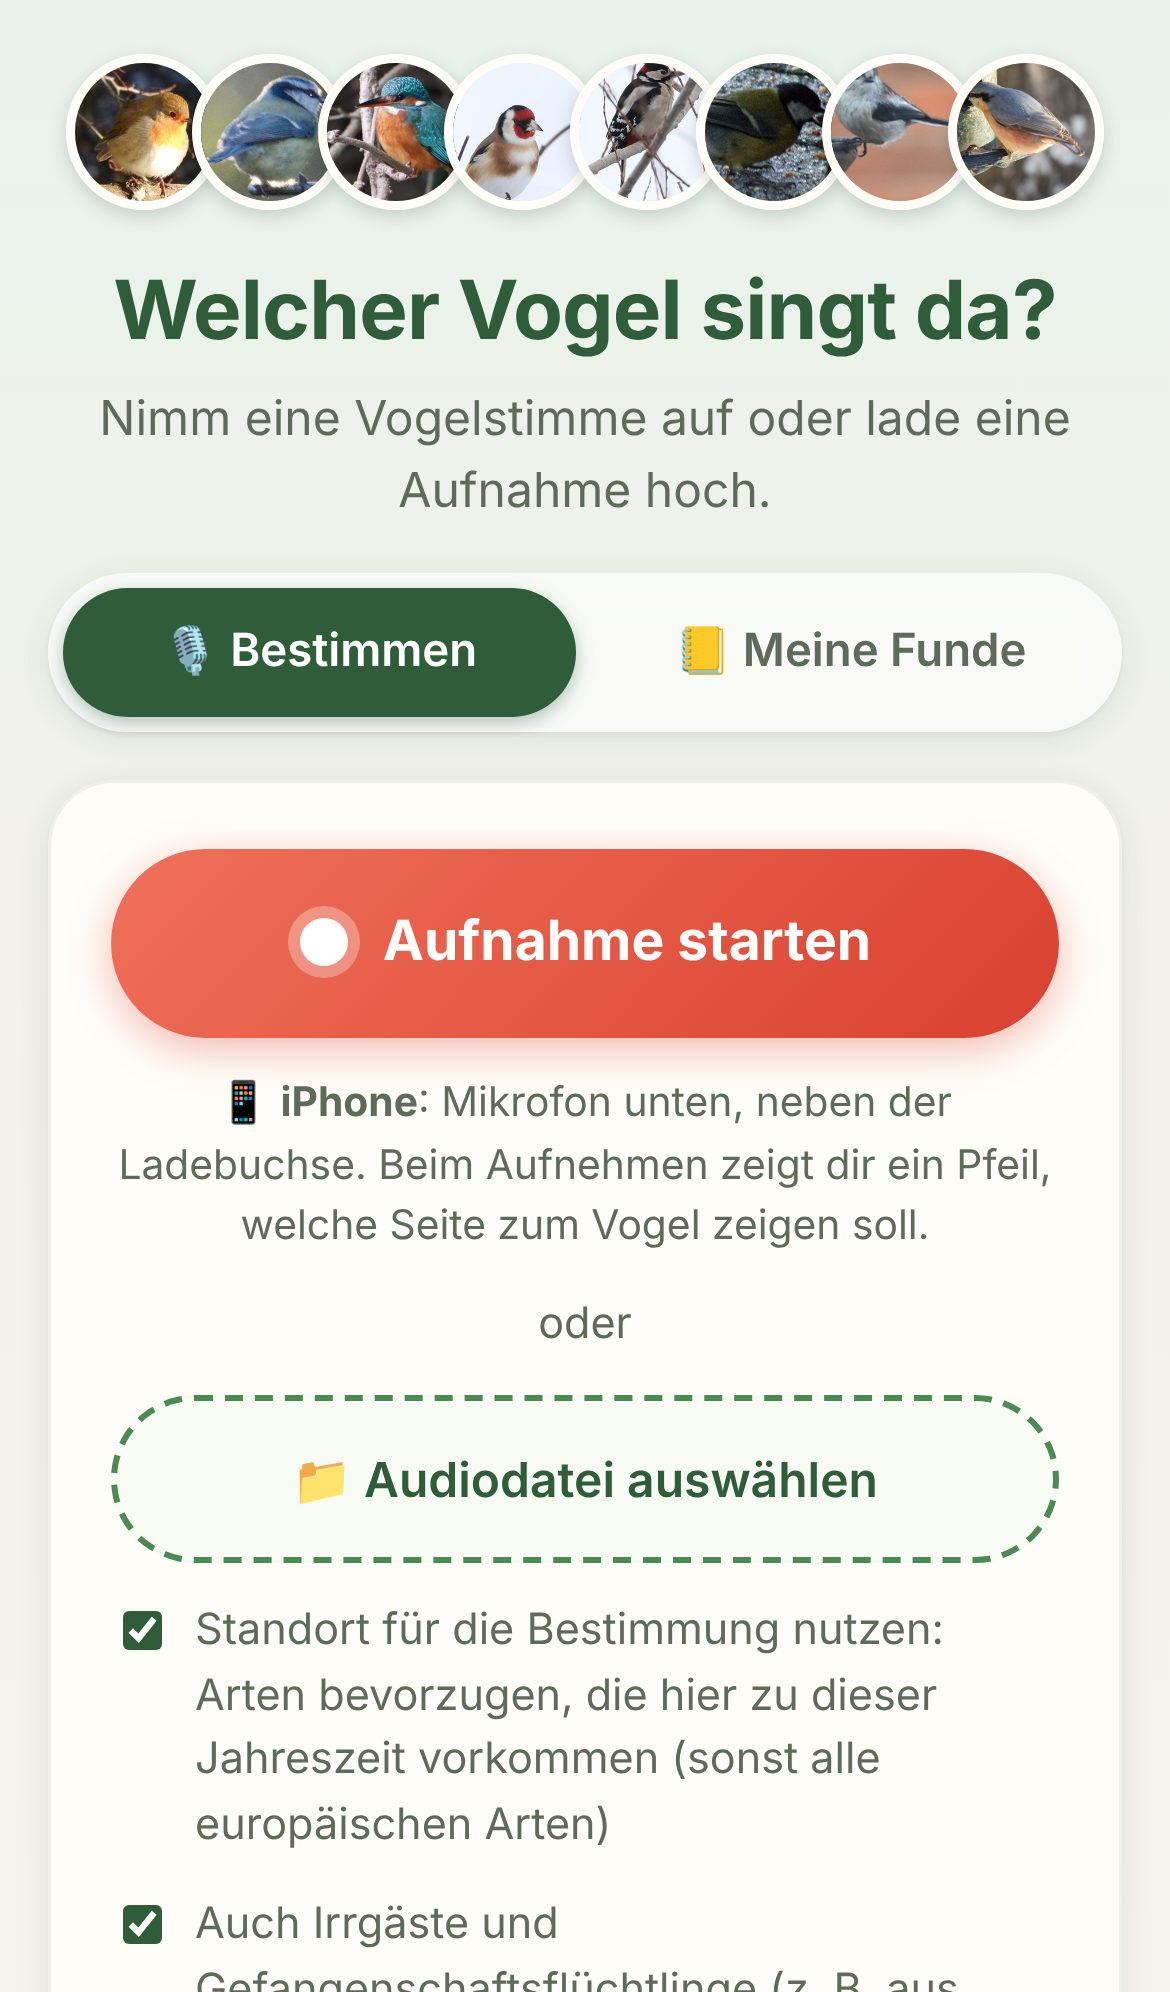 Welcher Vogel singt da?
Nimm eine Vogelstimme auf oder lade eine
Aufnahme hoch.
Bestimmen
Meine Funde
Aufnahme starten
iPhone: Mikrofon unten, neben der
Ladebuchse. Beim Aufnehmen zeigt dir ein Pfeil,
welche Seite zum Vogel zeigen soll.
oder
Audiodatei auswählen
Standort für die Bestimmung nutzen:
Arten bevorzugen, die hier zu dieser
Jahreszeit vorkommen (sonst alle
europäischen Arten)
Auch Irrgäste und
Gefangenschaftsflüchtlinge (z. B. aus